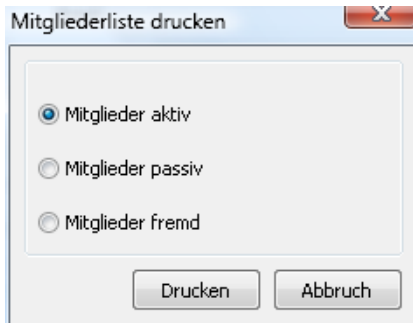 Mitgliederliste drucken
Mitglieder aktiv
Mitglieder passiv
Mitglieder fremd
Drucken Abbruch